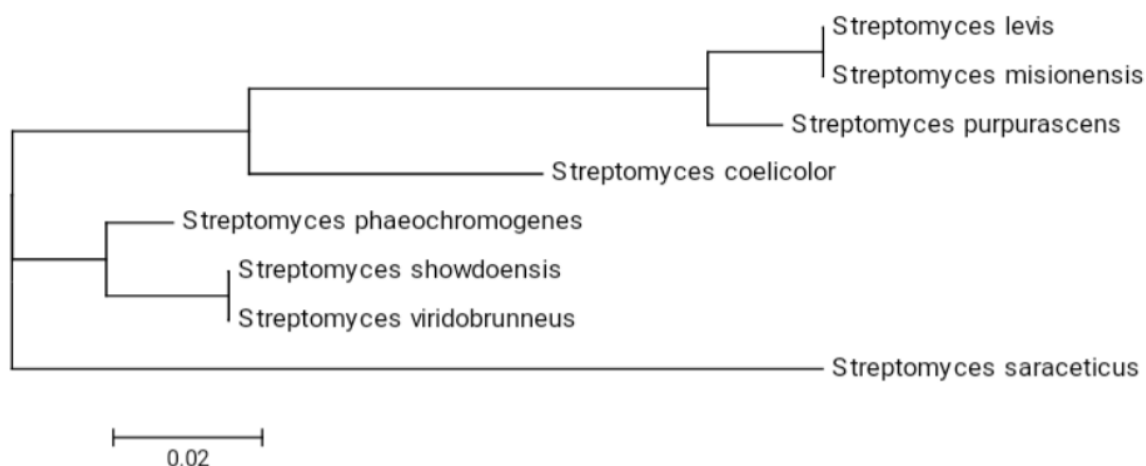 Streptomyces levis
Streptomyces misionensis
Streptomyces purpurascens
Streptomyces coelicolor
Streptomyces phaeochromogenes
Streptomyces showdoensis
Streptomyces viridobrunneus
Streptomyces saraceticus
0.02